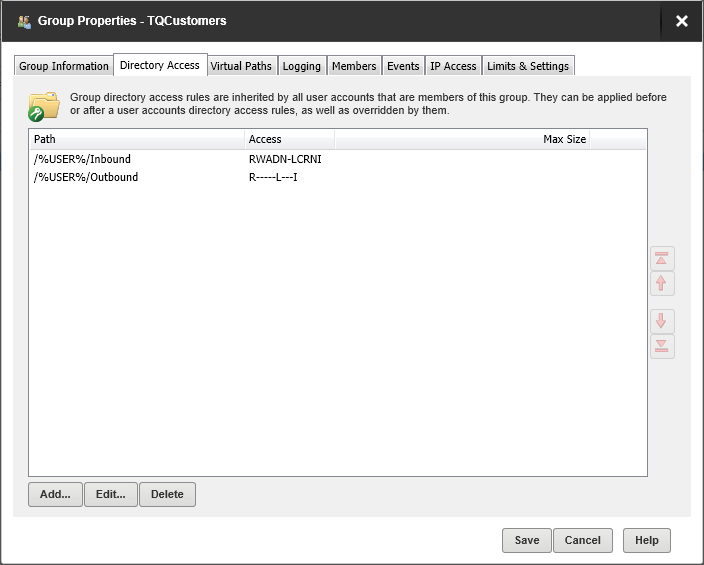 Group Properties - TQCustomers
Group Information Directory Access Virtual Paths Logging Members Events IP Access Limits & Settings
Group directory access rules are inherited by all user accounts that are members of this group. They can be applied before
or after a user accounts directory access rules, as well as overridden by them.
Path Access Max Size
/%USER%/Inbound RWADN-LCRNI
/%USER%/Outbound R-----L---I
Add... Edit... Delete
Save Cancel Help